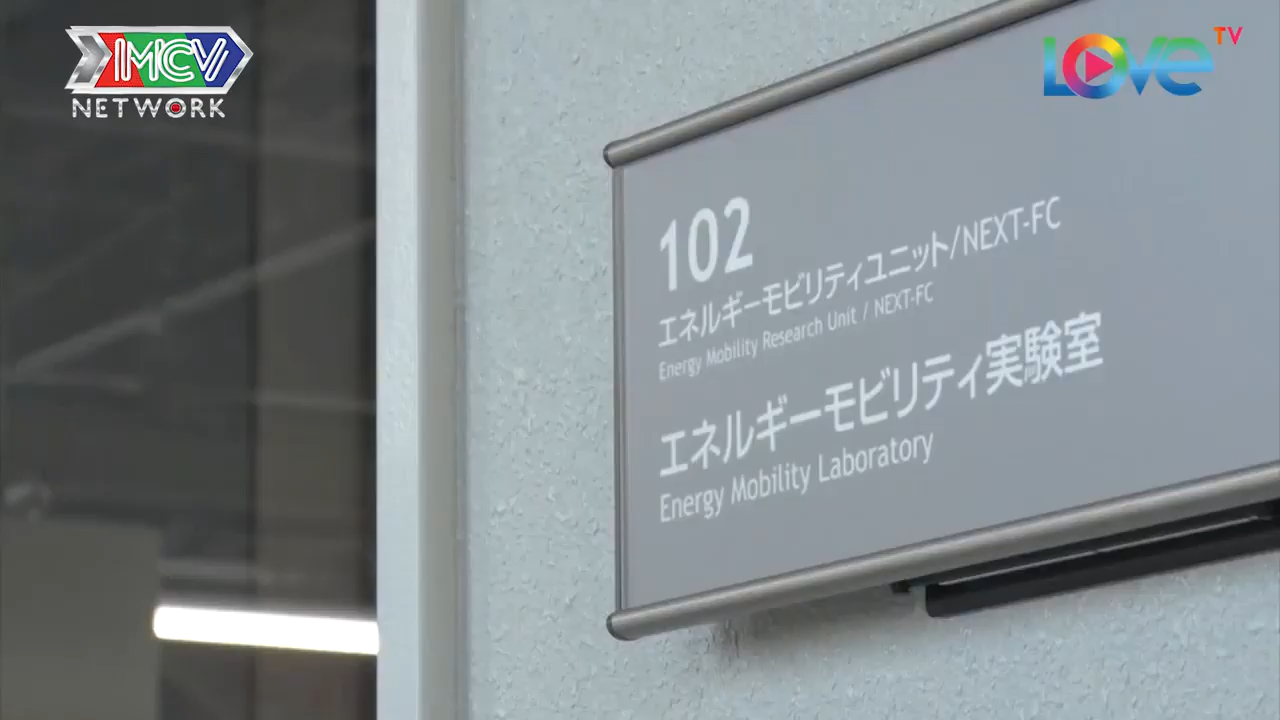 MCV
NETWORK
LOVE TV
102
エネルギーモビリティユニット/NEXT-FC
Energy Mobility Research Unit / NEXT-FC
エネルギーモビリティ実験室
Energy Mobility Laboratory